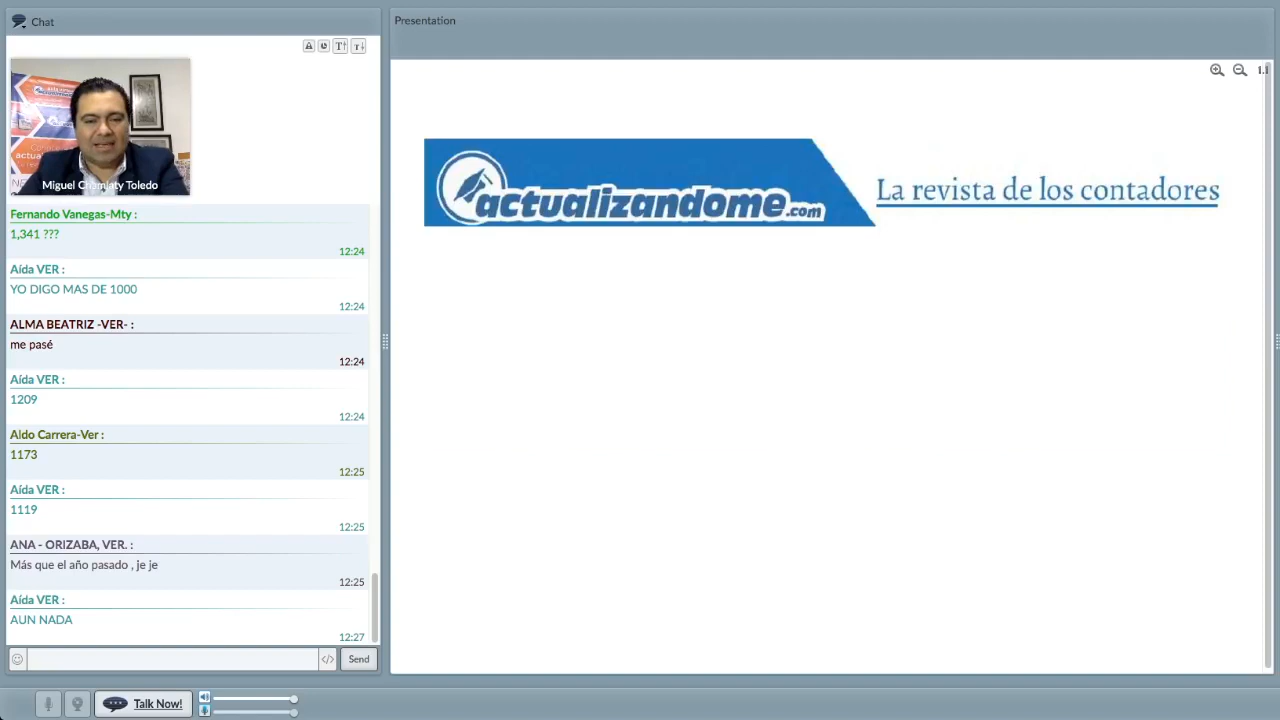 Chat
Presentation
1.1
Miguel Chamlaty Toledo
Fernando Vanegas-Mty :
1,341 ???
12:24
Aída VER :
YO DIGO MAS DE 1000
12:24
ALMA BEATRIZ -VER- :
me pasé
12:24
Aída VER :
1209
12:24
Aldo Carrera-Ver :
1173
12:25
Aída VER :
1119
12:25
ANA - ORIZABA, VER. :
Más que el año pasado , je je
12:25
Aída VER :
AUN NADA
12:27
Send
Talk Now!
actualizandome.com
La revista de los contadores